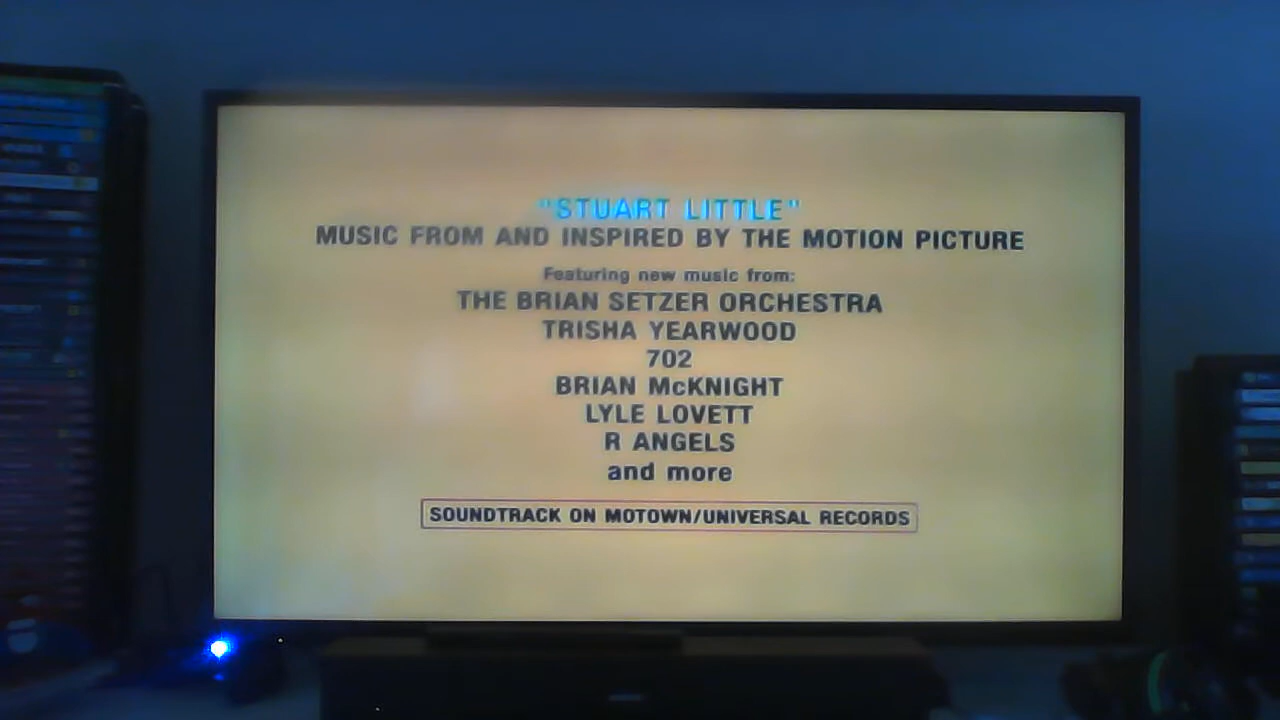 "STUART LITTLE"
MUSIC FROM AND INSPIRED BY THE MOTION PICTURE
Featuring new music from:
THE BRIAN SETZER ORCHESTRA
TRISHA YEARWOOD
702
BRIAN McKNIGHT
LYLE LOVETT
R ANGELS
and more
SOUNDTRACK ON MOTOWN/UNIVERSAL RECORDS